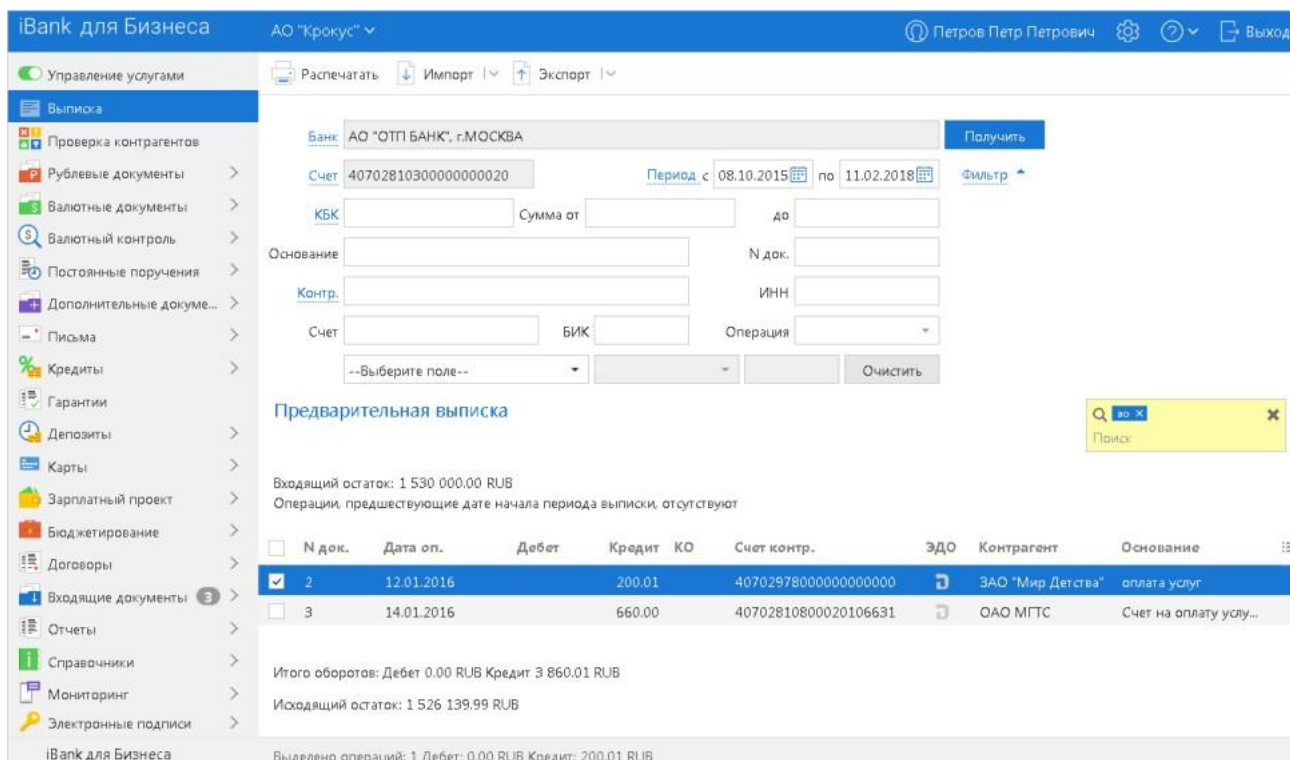 iBank для Бизнеса
АО "Крокус"
Петров Петр Петрович
Выход
Управление услугами
Распечатать Импорт Экспорт
Выписка
Проверка контрагентов
Рублевые документы
Валютные документы
Валютный контроль
Постоянные поручения
Дополнительные докуме...
Письма
Кредиты
Гарантии
Депозиты
Карты
Зарплатный проект
Бюджетирование
Договоры
Входящие документы 3
Отчеты
Справочники
Мониторинг
Электронные подписи
iBank для Бизнеса
Банк АО "ОТП БАНК", г.МОСКВА Получить
Счет 40702810300000000020 Период с 08.10.2015 по 11.02.2018 Фильтр
КБК Сумма от до
Основание N док.
Контр. ИНН
Счет БИК Операция
--Выберите поле-- Очистить
Предварительная выписка
во
Поиск
Входящий остаток: 1 530 000.00 RUB
Операции, предшествующие дате начала периода выписки, отсутствуют
N док. Дата оп. Дебет Кредит КО Счет контр. ЭДО Контрагент Основание
2 12.01.2016 200.01 40702978000000000000 ЗАО "Мир Детства" оплата услуг
3 14.01.2016 660.00 40702810800020106631 ОАО МГТС Счет на оплату услу...
Итого оборотов: Дебет 0.00 RUB Кредит 3 860.01 RUB
Исходящий остаток: 1 526 139.99 RUB
Выделено операций: 1 Дебет: 0.00 RUB Кредит: 200.01 RUB